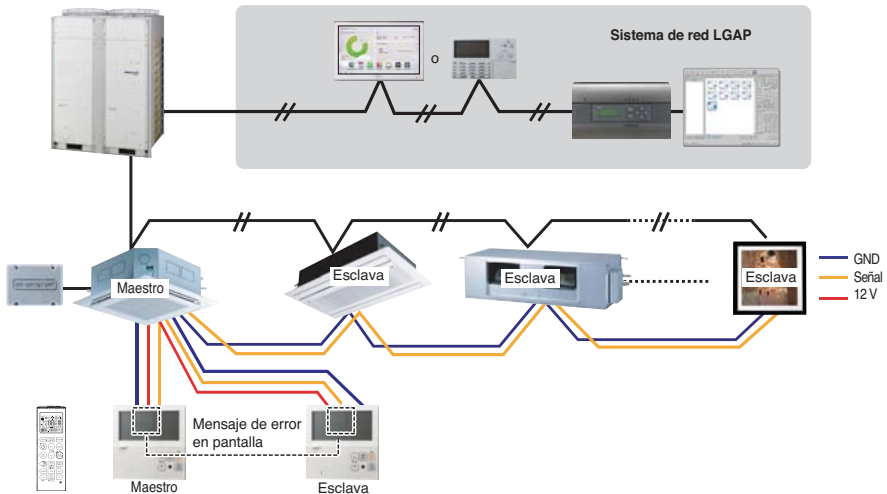 Sistema de red LGAP
o
Maestro
Esclava
Esclava
Esclava
GND
Señal
12 V
Mensaje de error
en pantalla
Maestro
Esclava